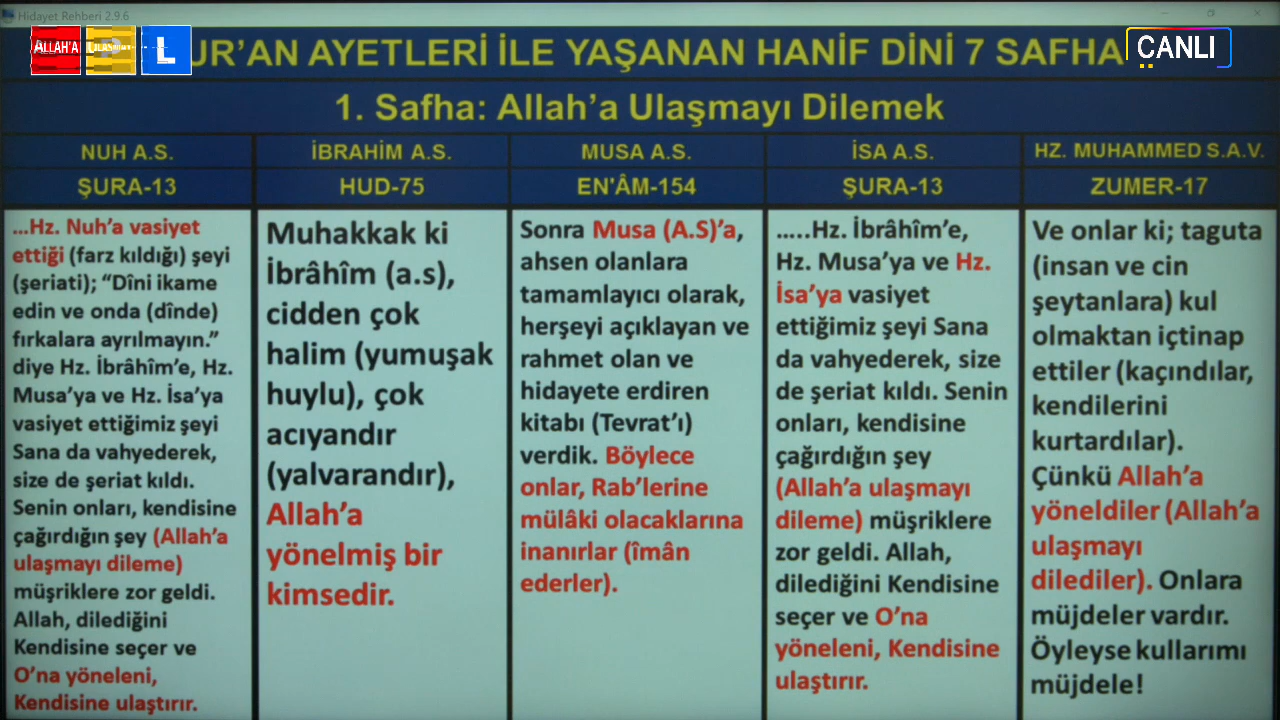 Hidayet Rehberi 2.9.6
ALLAH'A
ULAŞMAYI
L
UR'AN AYETLERİ İLE YAŞANAN HANİF DİNİ 7 SAFHA
CANLI
1. Safha: Allah'a Ulaşmayı Dilemek
NUH A.S.
ŞURA-13
...Hz. Nuh'a vasiyet
ettiği (farz kıldığı) şeyi
(şeriati); “Dîni ikame
edin ve onda (dînde)
fırkalara ayrılmayın.”
diye Hz. İbrâhîm'e, Hz.
Musa'ya ve Hz. İsa'ya
vasiyet ettiğimiz şeyi
Sana da vahyederek,
size de şeriat kıldı.
Senin onları, kendisine
çağırdığın şey (Allah'a
ulaşmayı dileme)
müşriklere zor geldi.
Allah, dilediğini
Kendisine seçer ve
O'na yöneleni,
Kendisine ulaştırır.
İBRAHİM A.S.
HUD-75
Muhakkak ki
İbrâhîm (a.s),
cidden çok
halim (yumuşak
huylu), çok
acıyandır
(yalvarandır),
Allah'a
yönelmiş bir
kimsedir.
MUSA A.S.
EN'ÂM-154
Sonra Musa (A.S)'a,
ahsen olanlara
tamamlayıcı olarak,
herşeyi açıklayan ve
rahmet olan ve
hidayete erdiren
kitabı (Tevrat'ı)
verdik. Böylece
onlar, Rab'lerine
mülâki olacaklarına
inanırlar (îmân
ederler).
İSA A.S.
ŞURA-13
.....Hz. İbrâhîm'e,
Hz. Musa'ya ve Hz.
İsa'ya vasiyet
ettiğimiz şeyi Sana
da vahyederek, size
de şeriat kıldı. Senin
onları, kendisine
çağırdığın şey
(Allah'a ulaşmayı
dileme) müşriklere
zor geldi. Allah,
dilediğini Kendisine
seçer ve O'na
yöneleni, Kendisine
ulaştırır.
HZ. MUHAMMED S.A.V.
ZUMER-17
Ve onlar ki; taguta
(insan ve cin
şeytanlara) kul
olmaktan içtinap
ettiler (kaçındılar,
kendilerini
kurtardılar).
Çünkü Allah'a
yöneldiler (Allah'a
ulaşmayı
dilediler). Onlara
müjdeler vardır.
Öyleyse kullarımı
müjdele!